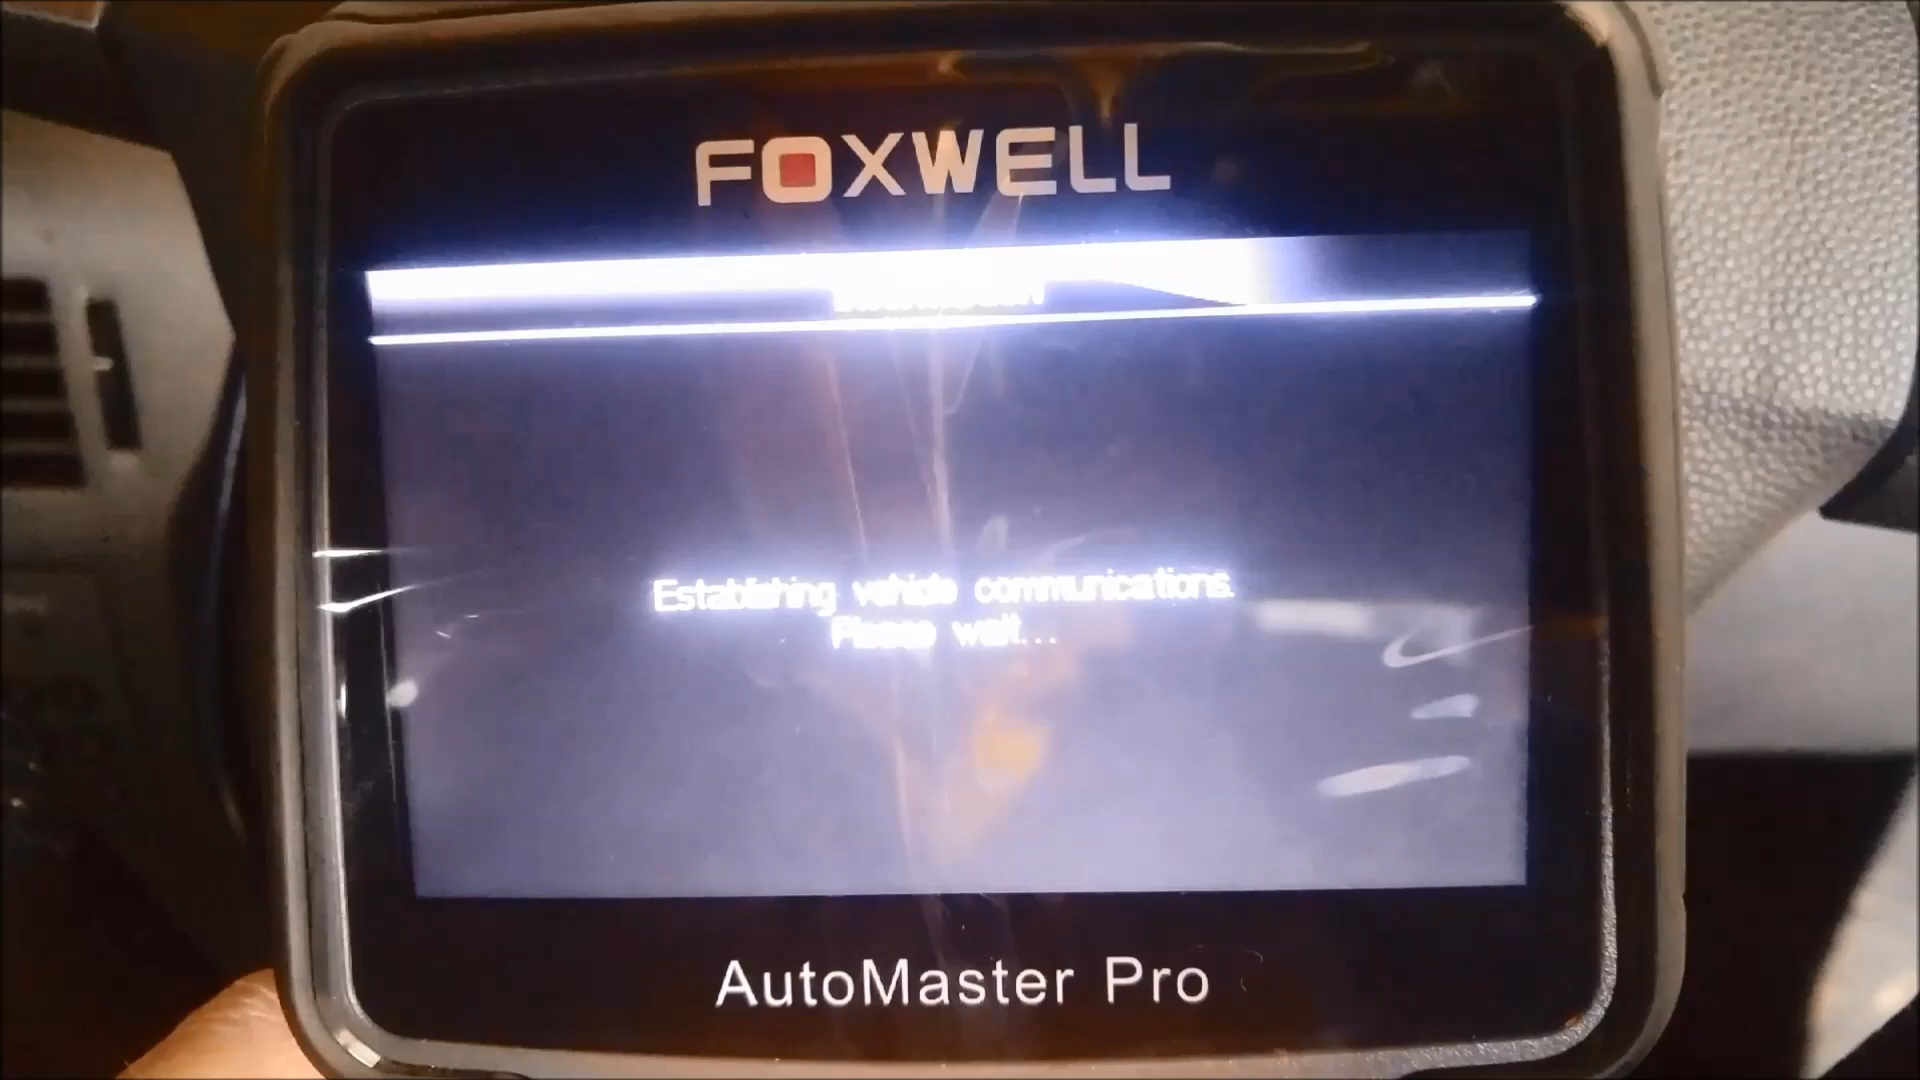 FOXWELL
Establishing vehicle communications.
Please wait...
AutoMaster Pro